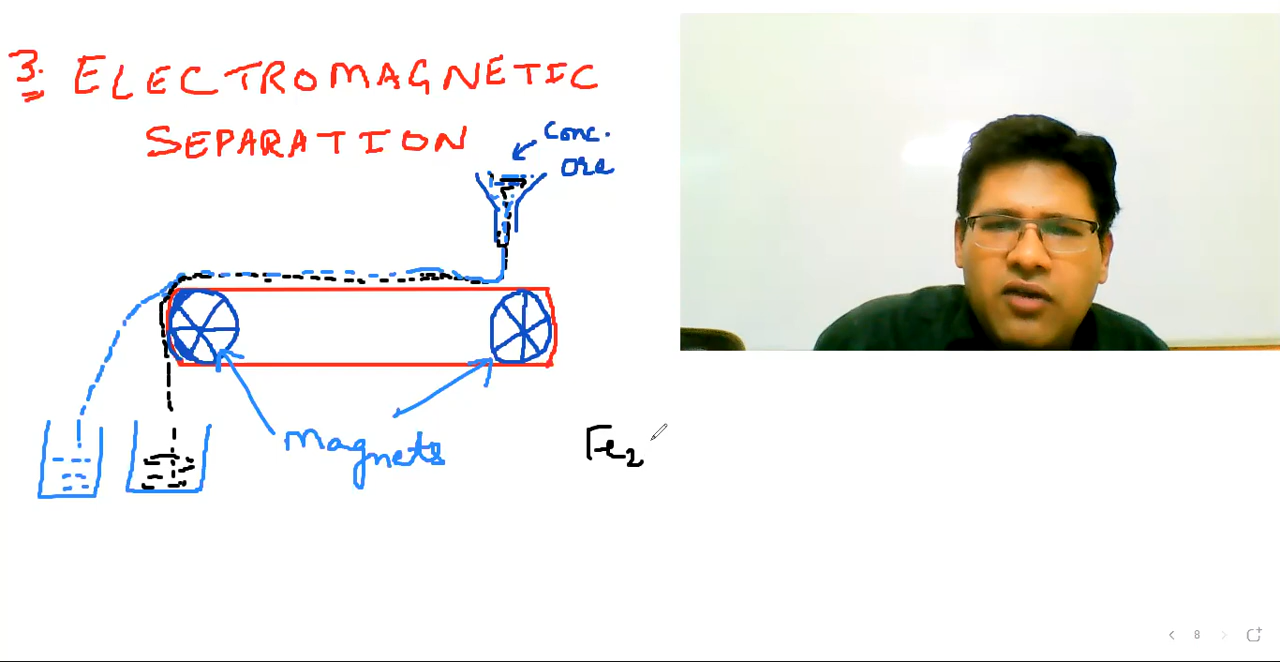 3. ELECTROMAGNETIC
SEPARATION
Conc.
Ore
Magnets
Fe₂
8